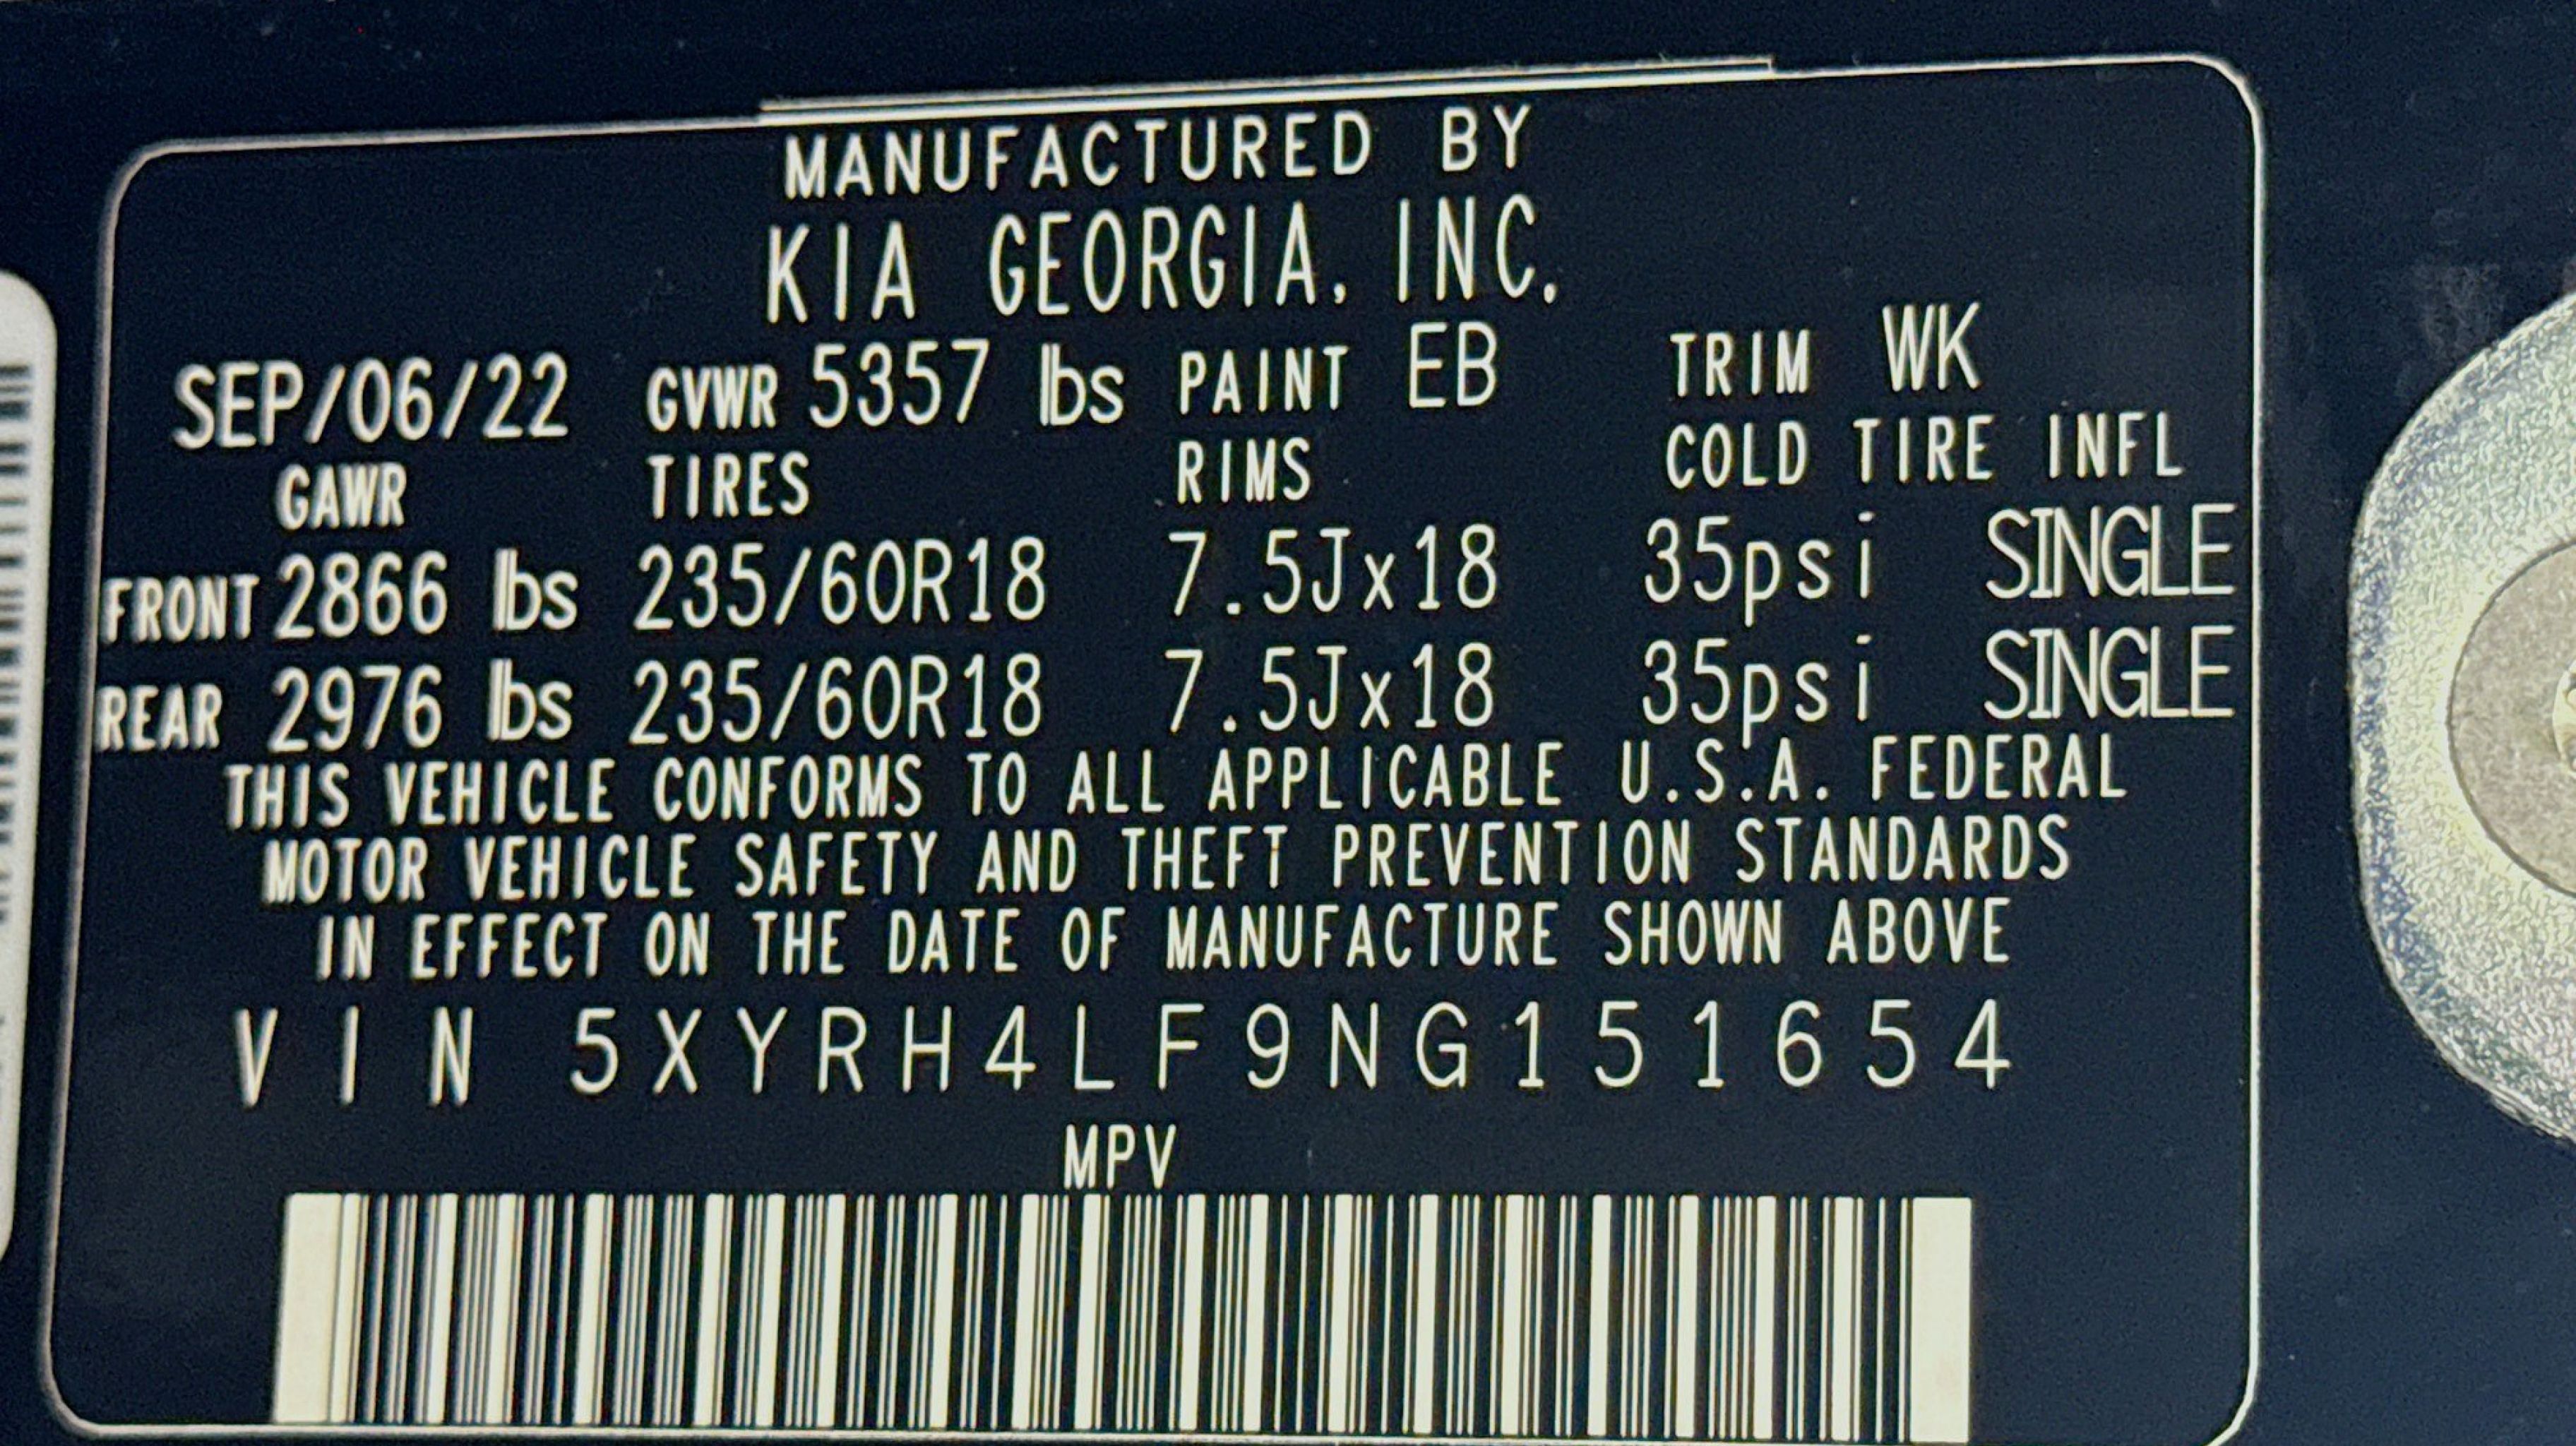 MANUFACTURED BY
KIA GEORGIA, INC.
SEP/06/22 GVWR 5357 lbs PAINT EB TRIM WK
GAWR TIRES RIMS COLD TIRE INFL
FRONT 2866 lbs 235/60R18 7.5Jx18 35psi SINGLE
REAR 2976 lbs 235/60R18 7.5Jx18 35psi SINGLE
THIS VEHICLE CONFORMS TO ALL APPLICABLE U.S.A. FEDERAL
MOTOR VEHICLE SAFETY AND THEFT PREVENTION STANDARDS
IN EFFECT ON THE DATE OF MANUFACTURE SHOWN ABOVE
VIN 5XYRH4LF9NG151654
MPV